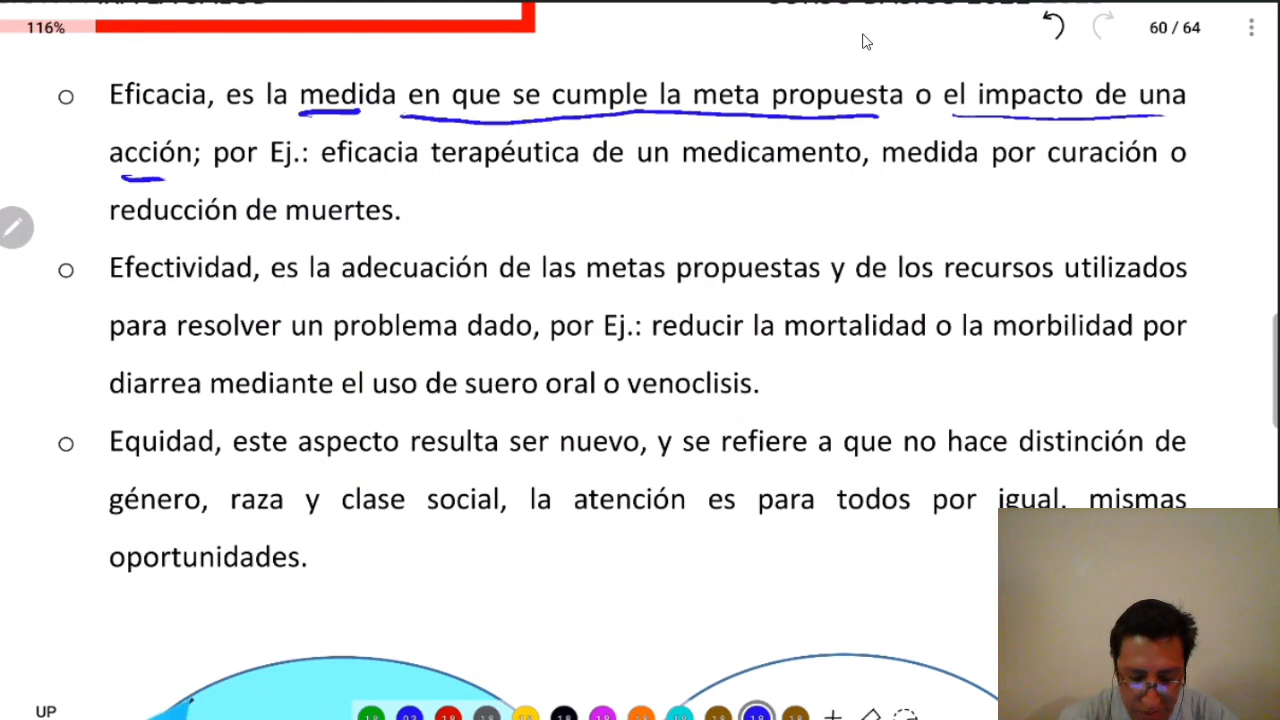 116%
60 / 64
o Eficacia, es la medida en que se cumple la meta propuesta o el impacto de una
acción; por Ej.: eficacia terapéutica de un medicamento, medida por curación o
reducción de muertes.
o Efectividad, es la adecuación de las metas propuestas y de los recursos utilizados
para resolver un problema dado, por Ej.: reducir la mortalidad o la morbilidad por
diarrea mediante el uso de suero oral o venoclisis.
o Equidad, este aspecto resulta ser nuevo, y se refiere a que no hace distinción de
género, raza y clase social, la atención es para todos por igual, mismas
oportunidades.
UP